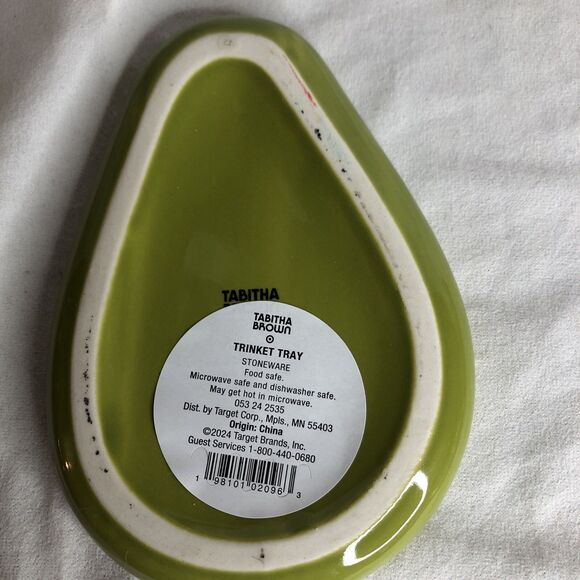 TABITHA
TABITHA
BROWN
TRINKET TRAY
STONEWARE
Food safe.
Microwave safe and dishwasher safe.
May get hot in microwave.
053 24 2535
Dist. by Target Corp., Mpls., MN 55403
Origin: China
©2024 Target Brands, Inc.
Guest Services 1-800-440-0680
1 98101 02096 3